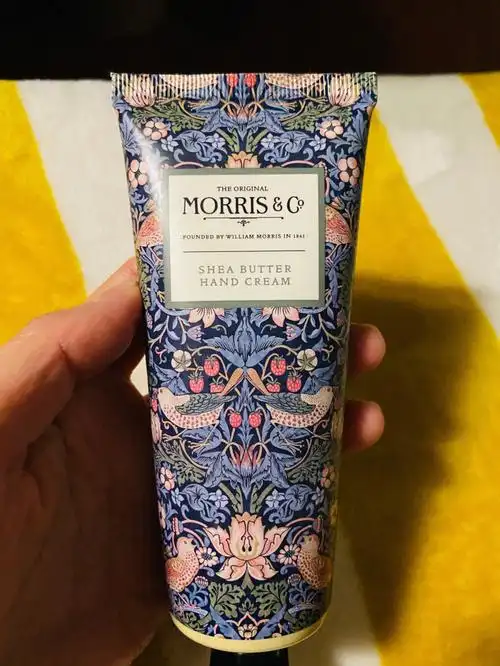 THE ORIGINAL
MORRIS & Co
FOUNDED BY WILLIAM MORRIS IN 1861
SHEA BUTTER
HAND CREAM